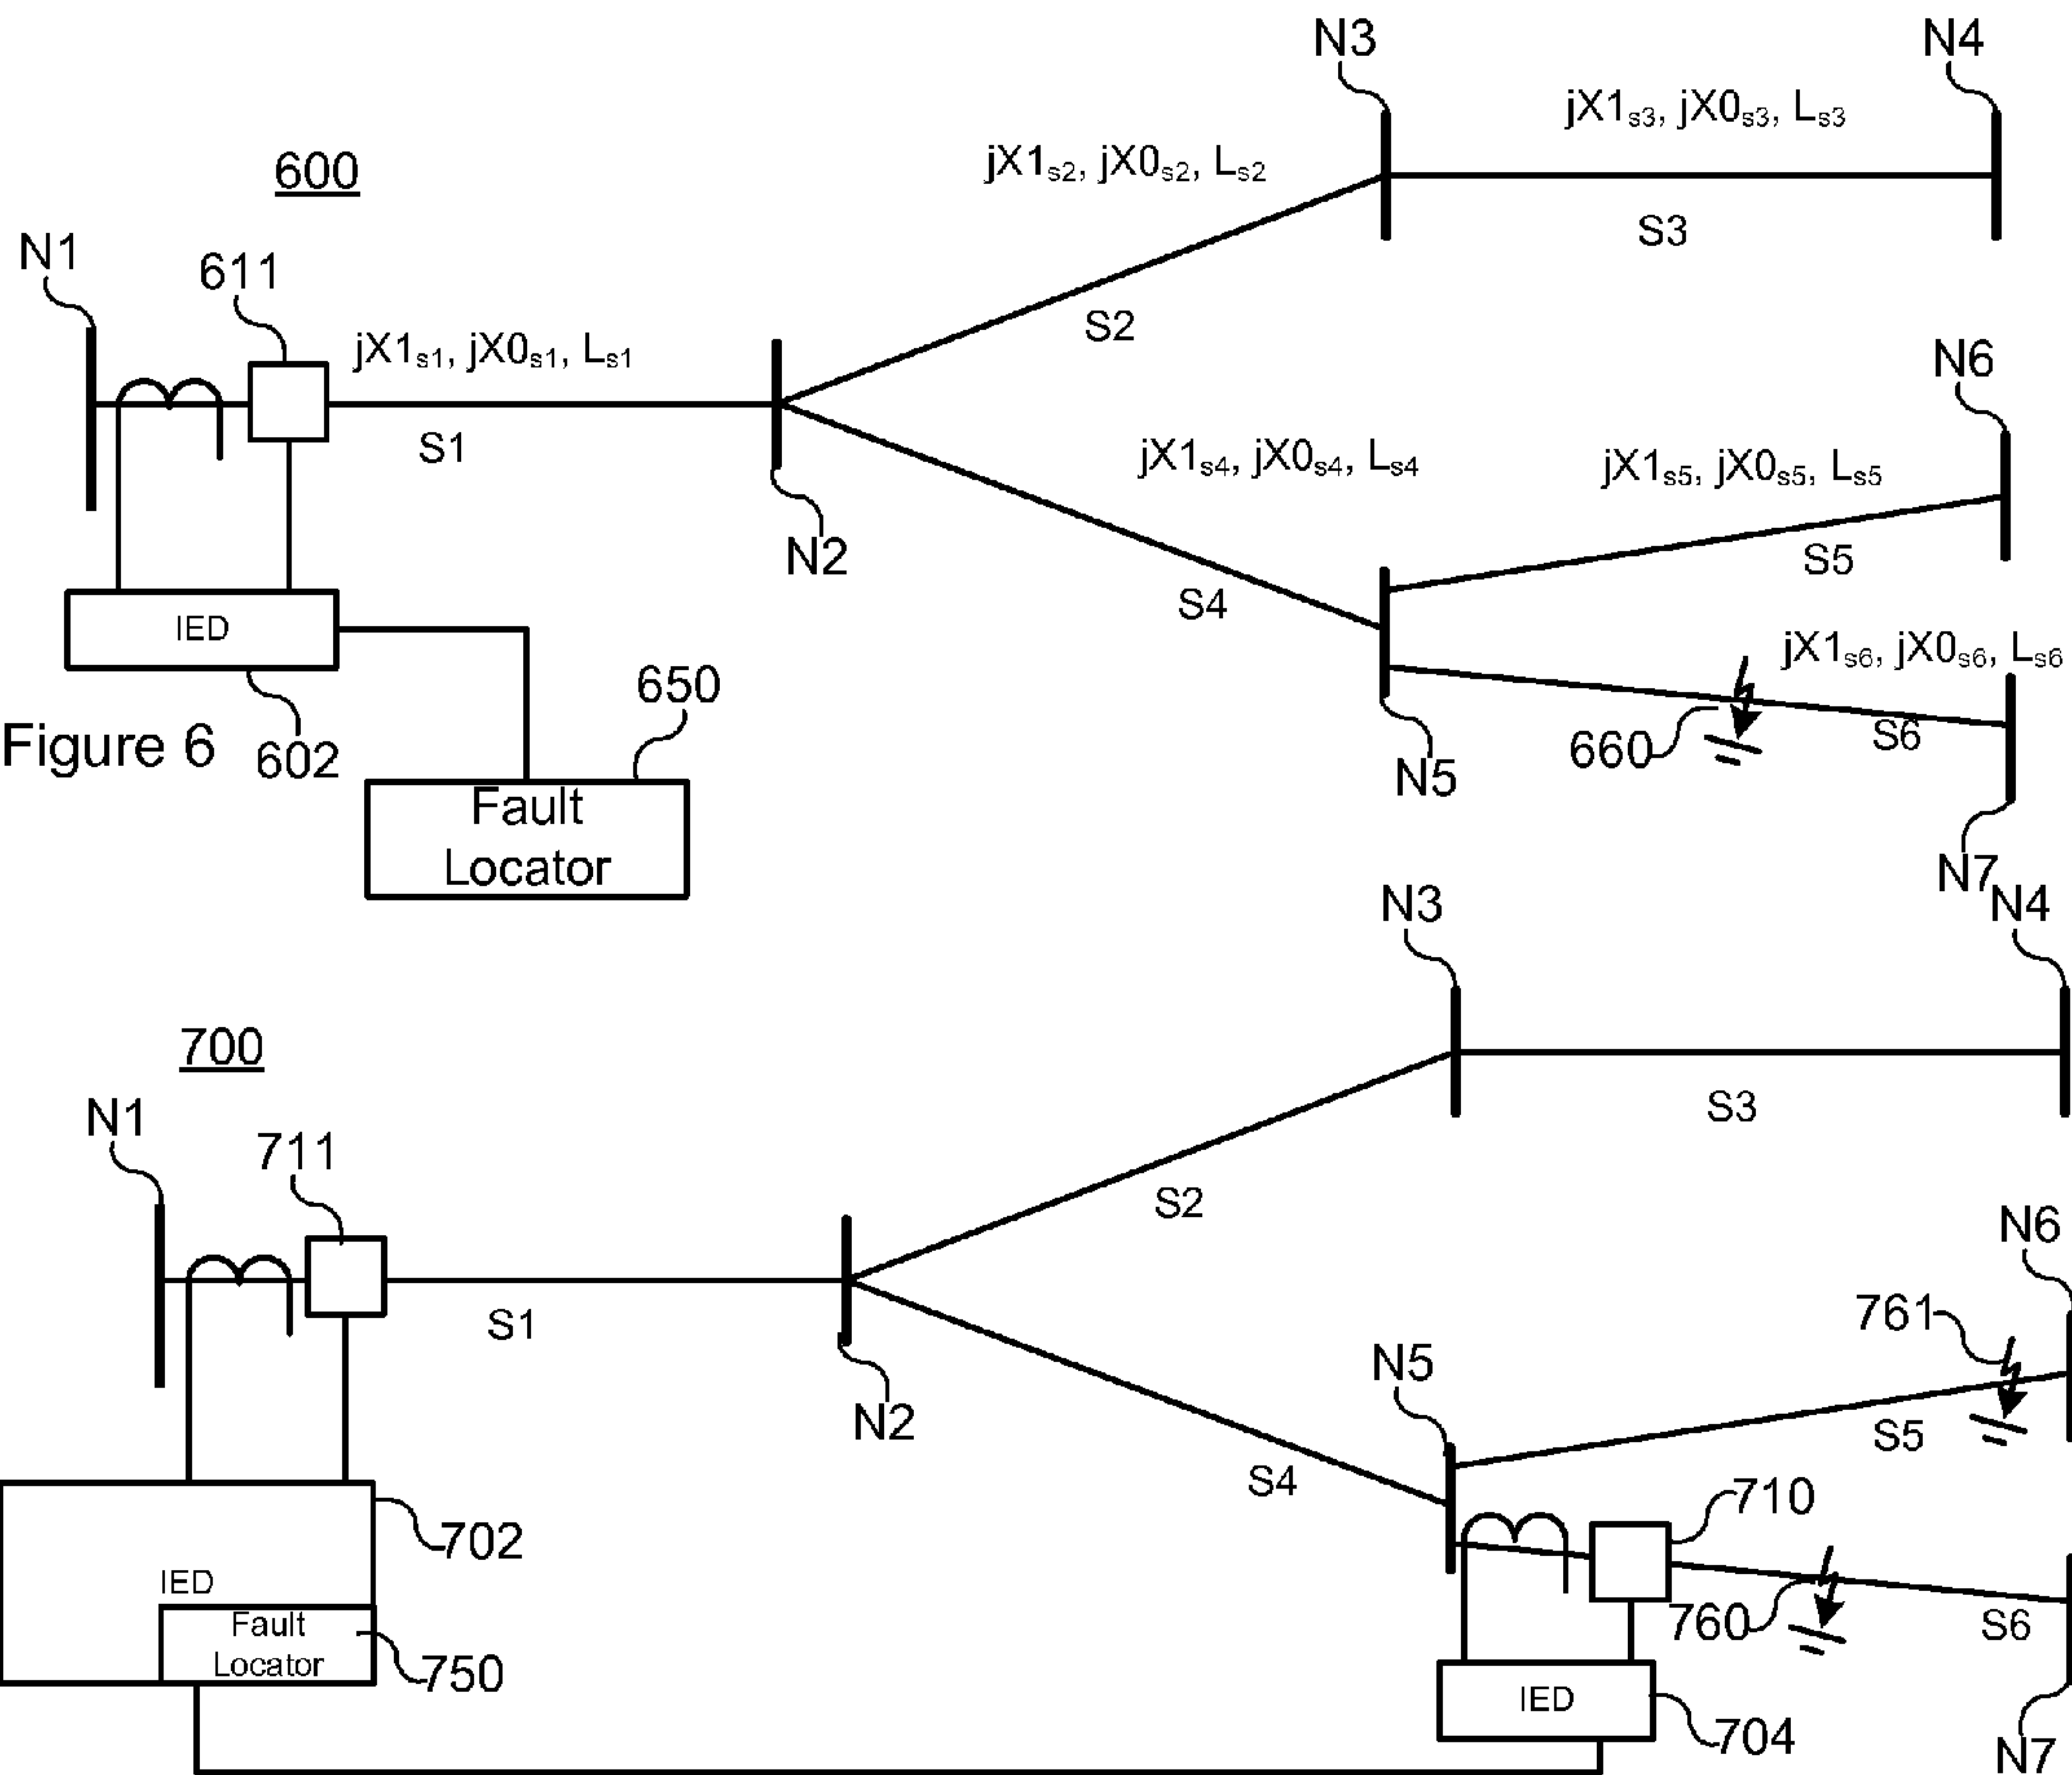 600
N1
611
jX1s1, jX0s1, Ls1
S1
N2
jX1s2, jX0s2, Ls2
S2
N3
jX1s3, jX0s3, Ls3
S3
N4
jX1s4, jX0s4, Ls4
S4
N5
jX1s5, jX0s5, Ls5
S5
N6
jX1s6, jX0s6, Ls6
660
S6
N7
IED
602
650
Fault
Locator
Figure 6
700
N1
711
S1
N2
S2
N3
S3
N4
S4
N5
761
S5
N6
710
760
S6
N7
IED
702
Fault
Locator
750
IED
704